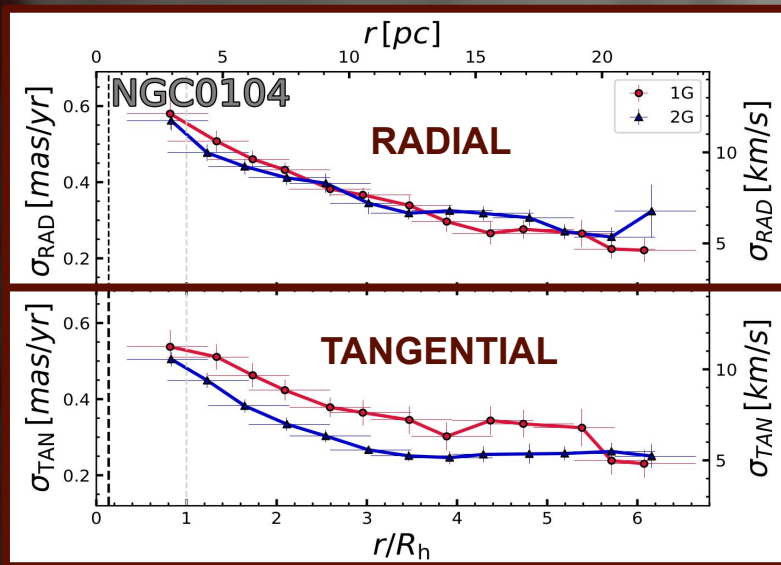 r [pc]
0 5 10 15 20
NGC0104
1G
2G
RADIAL
0.6
0.4
0.2
σRAD [mas/yr]
10
5
σRAD [km/s]
TANGENTIAL
0.6
0.4
0.2
σTAN [mas/yr]
10
5
σTAN [km/s]
0 1 2 3 4 5 6
r/Rh